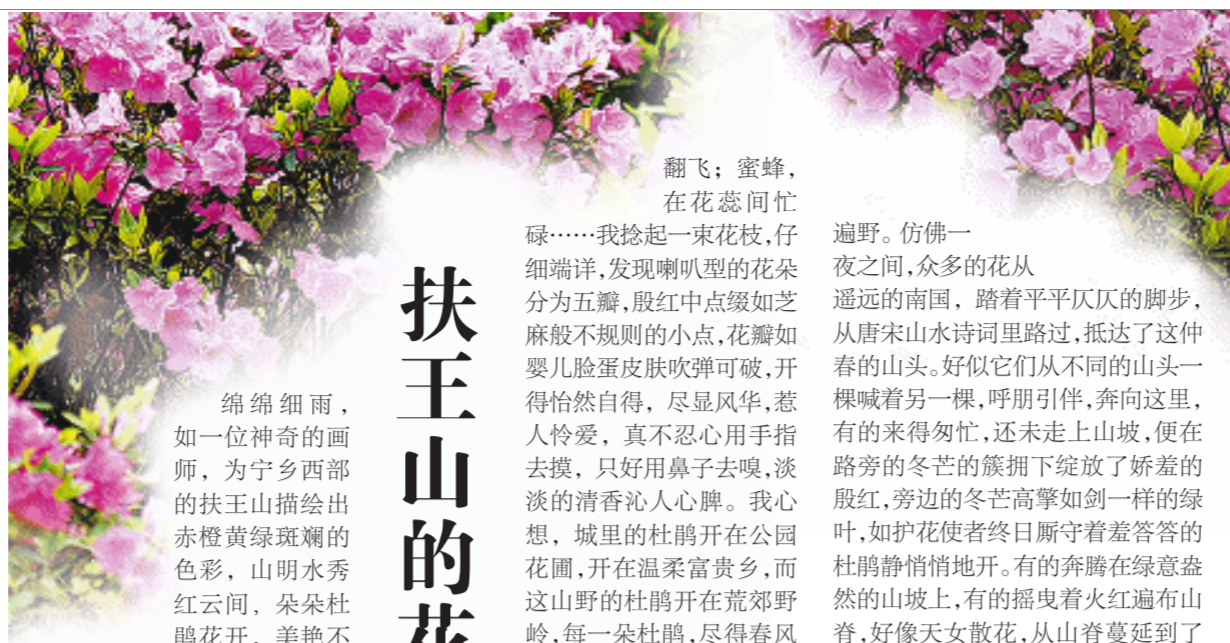 扶王山的花
绵绵细雨，
如一位神奇的画
师，为宁乡西部
的扶王山描绘出
赤橙黄绿斑斓的
色彩，山明水秀
红云间，朵朵杜
鹃花开，美艳不
翻飞；蜜蜂，
在花蕊间忙
碌……我捻起一束花枝，仔
细端详，发现喇叭型的花朵
分为五瓣，殷红中点缀如芝
麻般不规则的小点，花瓣如
婴儿脸蛋皮肤吹弹可破，开
得怡然自得，尽显风华，惹
人怜爱，真不忍心用手指
去摸，只好用鼻子去嗅，淡
淡的清香沁人心脾。我心
想，城里的杜鹃开在公园
花圃，开在温柔富贵乡，而
这山野的杜鹃开在荒郊野
岭，每一朵杜鹃，尽得春风
遍野。仿佛一
夜之间，众多的花从
遥远的南国，踏着平平仄仄的脚步，
从唐宋山水诗词里路过，抵达了这仲
春的山头。好似它们从不同的山头一
棵喊着另一棵，呼朋引伴，奔向这里，
有的来得匆忙，还未走上山坡，便在
路旁的冬芒的簇拥下绽放了娇羞的
殷红，旁边的冬芒高擎如剑一样的绿
叶，如护花使者终日厮守着羞答答的
杜鹃静悄悄地开。有的奔腾在绿意盎
然的山坡上，有的摇曳着火红遍布山
脊，好像天女散花，从山脊蔓延到了